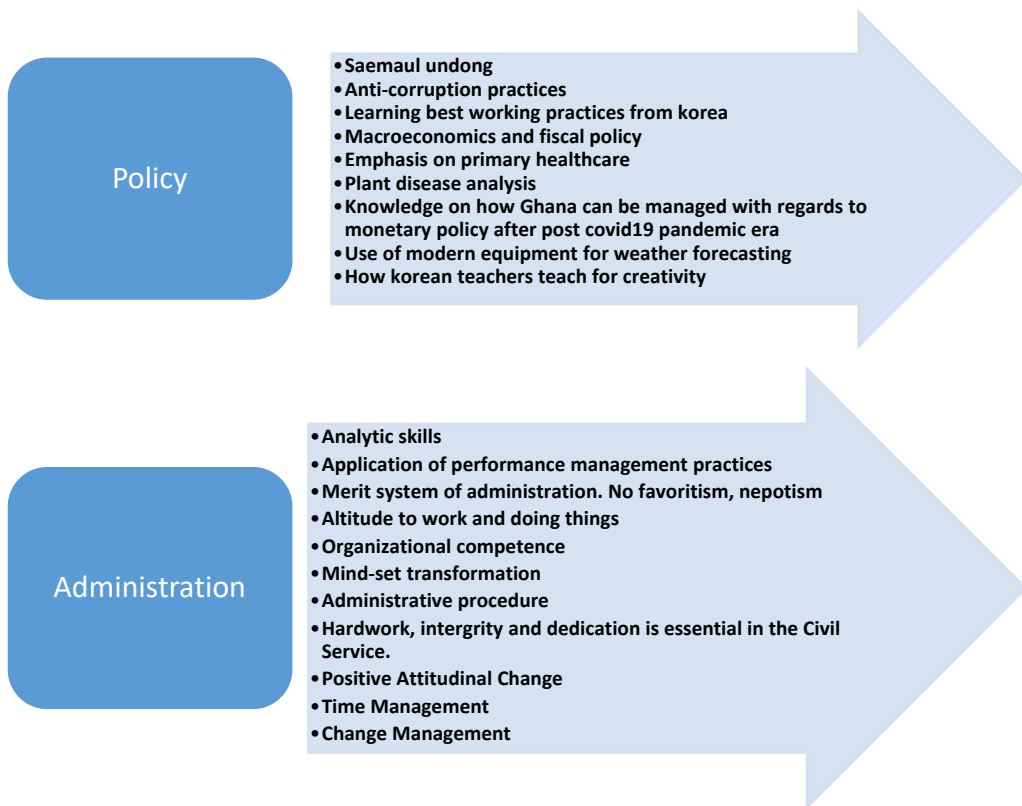 Policy
•Saemaul undong
•Anti-corruption practices
•Learning best working practices from korea
•Macroeconomics and fiscal policy
•Emphasis on primary healthcare
•Plant disease analysis
•Knowledge on how Ghana can be managed with regards to
monetary policy after post covid19 pandemic era
•Use of modern equipment for weather forecasting
•How korean teachers teach for creativity
Administration
•Analytic skills
•Application of performance management practices
•Merit system of administration. No favoritism, nepotism
•Altitude to work and doing things
•Organizational competence
•Mind-set transformation
•Administrative procedure
•Hardwork, intergrity and dedication is essential in the Civil
Service.
•Positive Attitudinal Change
•Time Management
•Change Management